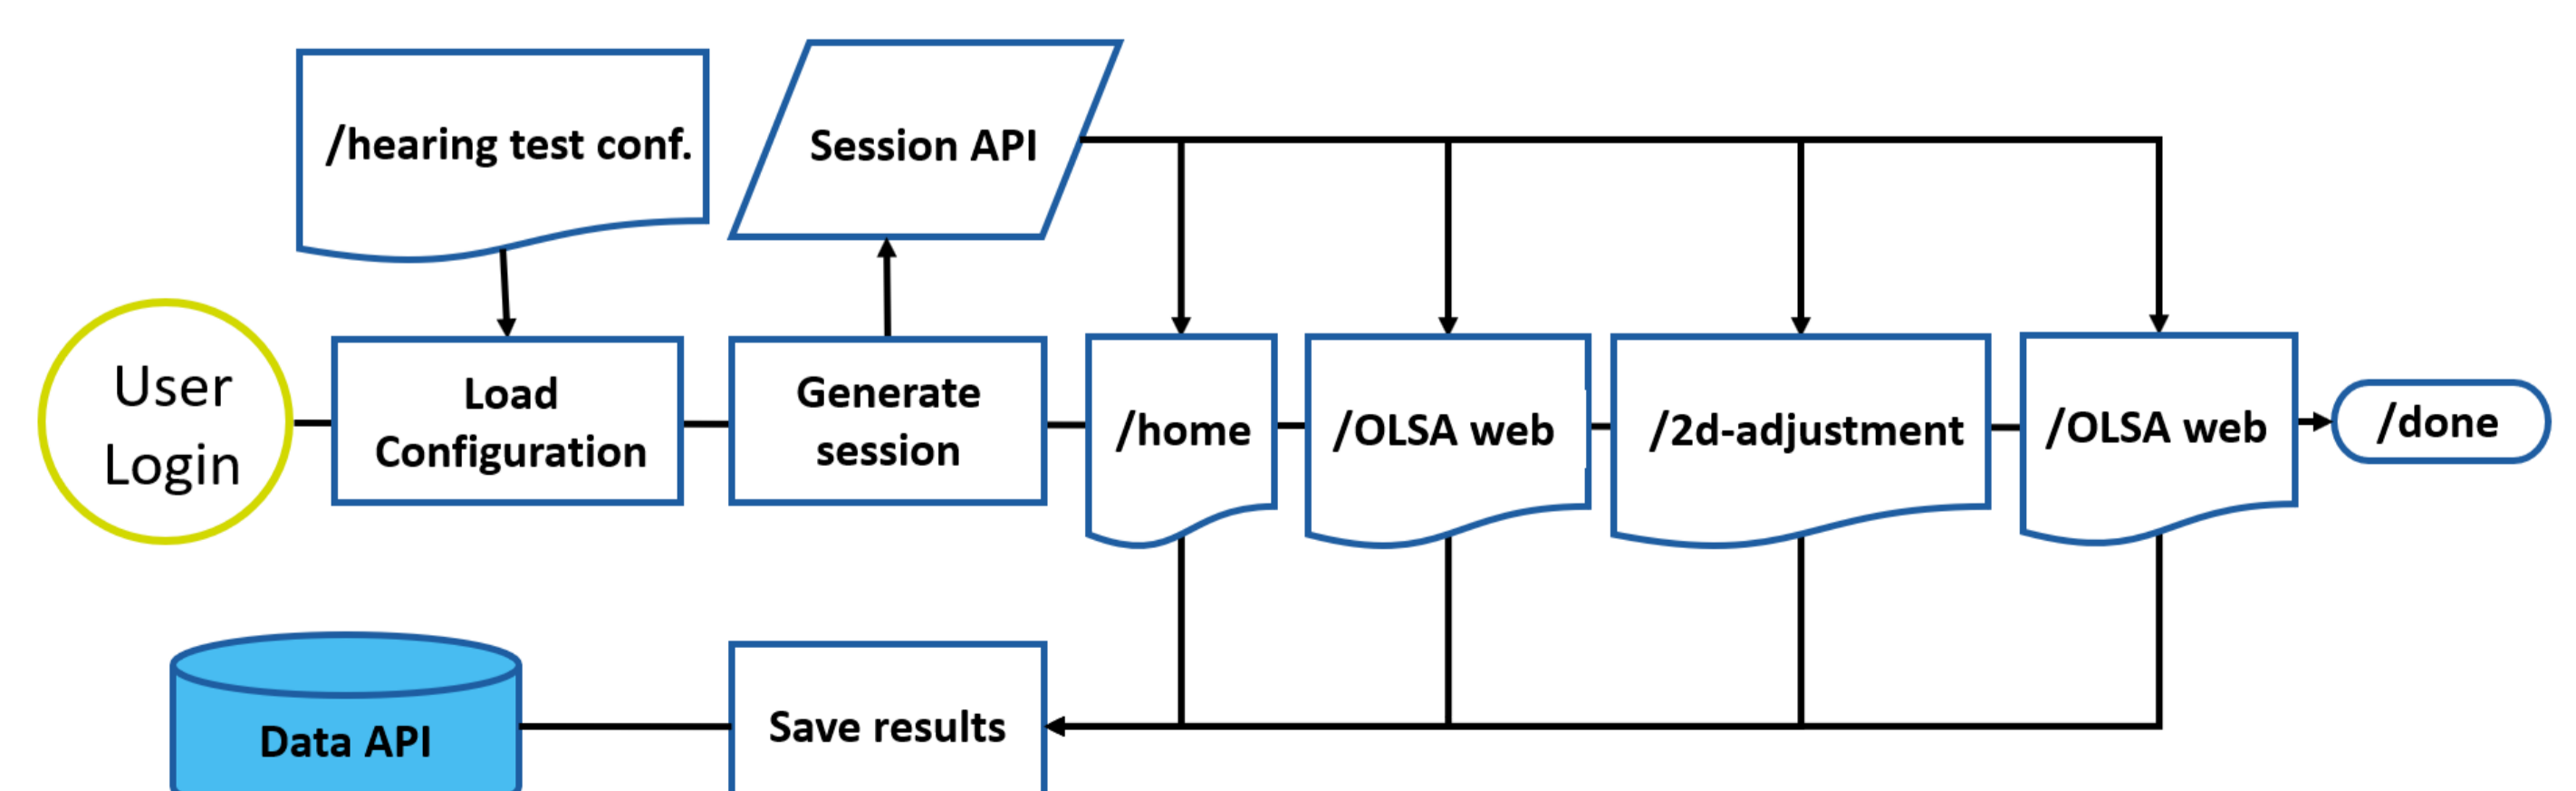 /hearing test conf.
Session API
User
Login
Load
Configuration
Generate
session
/home
/OLSA web
/2d-adjustment
/OLSA web
/done
Data API
Save results